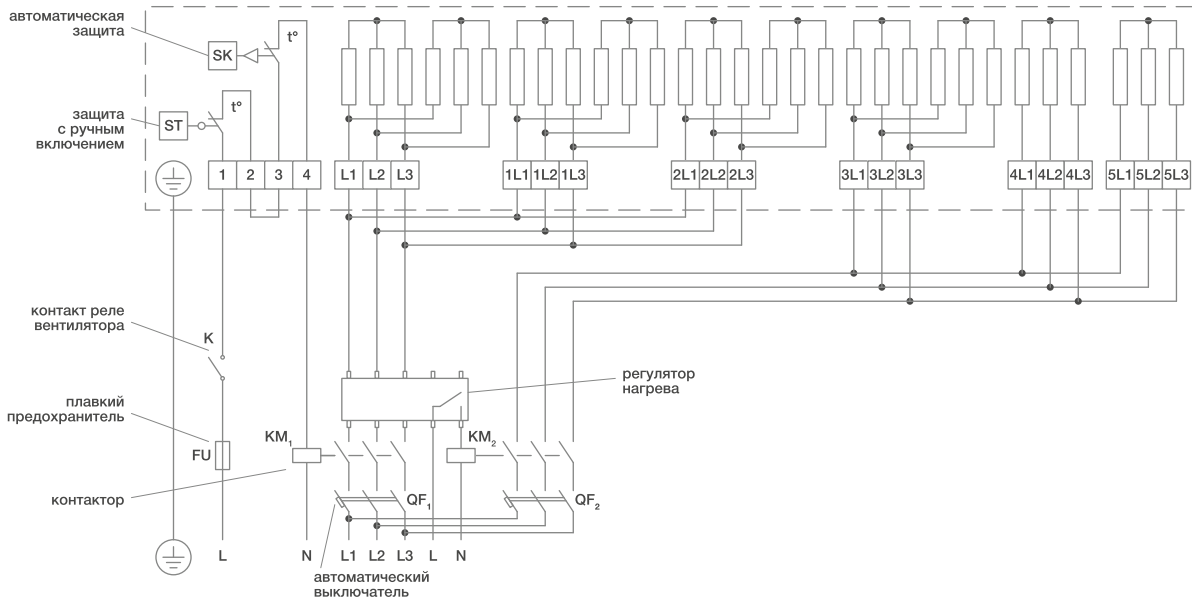 автоматическая
защита
SK
t°
защита
с ручным
включением
ST
t°
1 2 3 4
L1 L2 L3
1L1 1L2 1L3
2L1 2L2 2L3
3L1 3L2 3L3
4L1 4L2 4L3
5L1 5L2 5L3
контакт реле
вентилятора
K
регулятор
нагрева
плавкий
предохранитель
FU
KM1
KM2
контактор
QF1
QF2
L N L1 L2 L3 L N
автоматический
выключатель